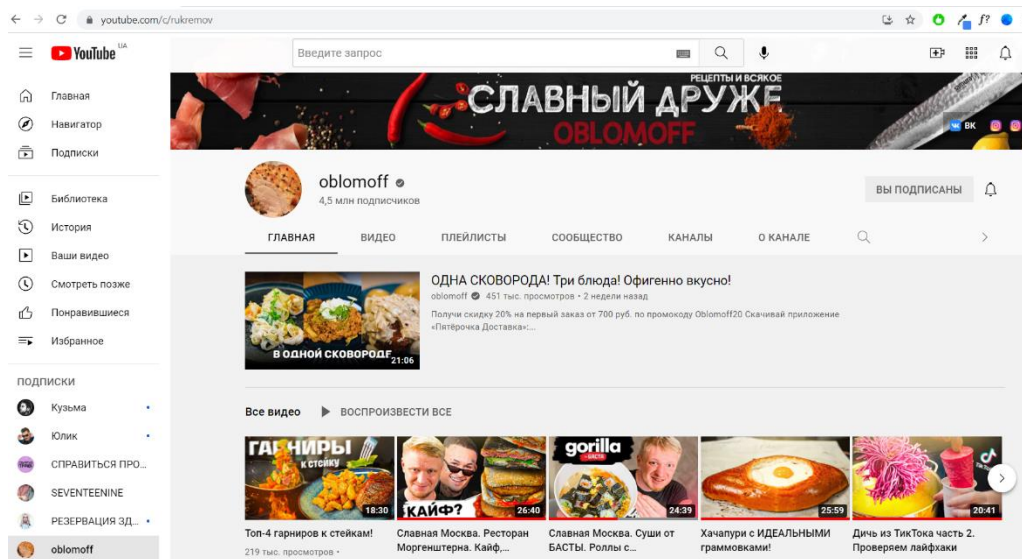 youtube.com/c/rukremov
f?
YouTube UA
Введите запрос
Главная
Навигатор
Подписки
Библиотека
История
Ваши видео
Смотреть позже
Понравившиеся
Избранное
ПОДПИСКИ
Кузьма
Юлик
СПРАВИТЬСЯ ПРО...
SEVENTEENINE
РЕЗЕРВАЦИЯ ЗД...
oblomoff
РЕЦЕПТЫ И ВСЯКОЕ
СЛАВНЫЙ ДРУЖЕ
OBLOMOFF
ВК
oblomoff
4,5 млн подписчиков
ВЫ ПОДПИСАНЫ
ГЛАВНАЯ ВИДЕО ПЛЕЙЛИСТЫ СООБЩЕСТВО КАНАЛЫ О КАНАЛЕ
В ОДНОЙ СКОВОРОДЕ
21:06
ОДНА СКОВОРОДА! Три блюда! Офигенно вкусно!
oblomoff 451 тыс. просмотров • 2 недели назад
Получи скидку 20% на первый заказ от 700 руб. по промокоду Oblomoff20 Скачивай приложение
«Пятёрочка Доставка»:...
Все видео ВОСПРОИЗВЕСТИ ВСЕ
ГАРНИРЫ
к стейку
18:30
Топ-4 гарниров к стейкам!
219 тыс. просмотров •
КАЙФ?
26:40
Славная Москва. Ресторан
Моргенштерна. Кайф,...
gorilla
БАСТА
24:39
Славная Москва. Суши от
БАСТЫ. Роллы с...
25:59
Хачапури с ИДЕАЛЬНЫМИ
граммовками!
20:41
Дичь из ТикТока часть 2.
Проверяем лайфхаки